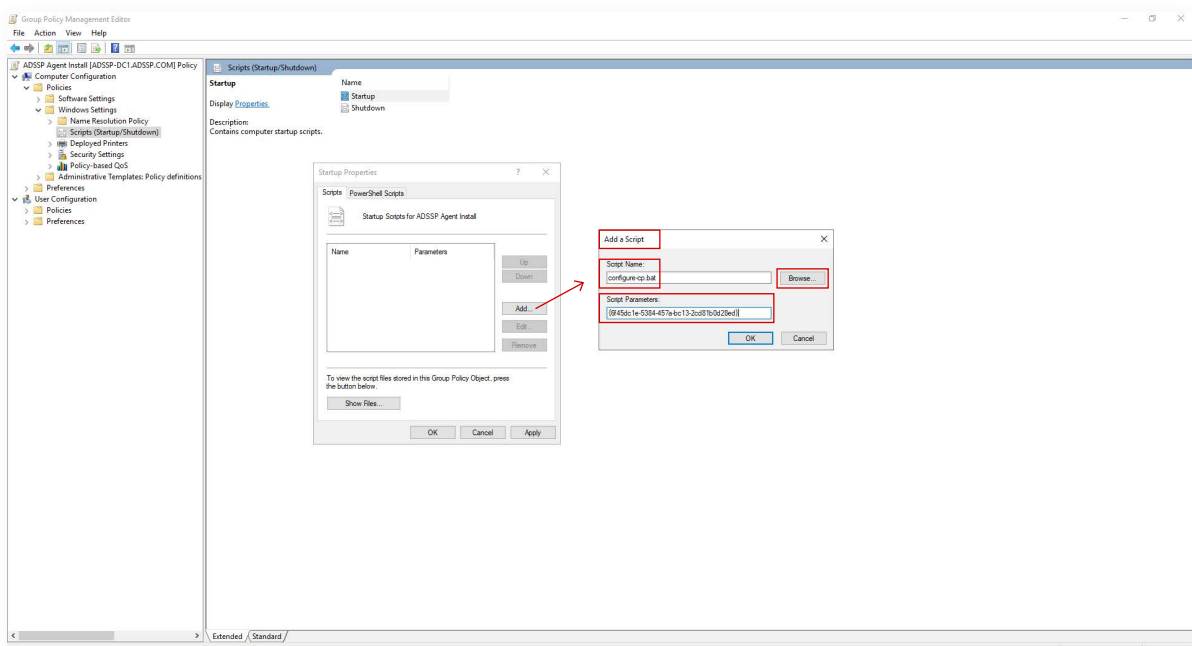 Group Policy Management Editor
File Action View Help
ADSSP Agent Install [ADSSP-DC1.ADSSP.COM] Policy
Computer Configuration
Policies
Software Settings
Windows Settings
Name Resolution Policy
Scripts (Startup/Shutdown)
Deployed Printers
Security Settings
Policy-based QoS
Administrative Templates: Policy definitions
Preferences
User Configuration
Policies
Preferences
Scripts (Startup/Shutdown)
Startup
Display Properties
Description:
Contains computer startup scripts.
Name
Startup
Shutdown
Startup Properties
Scripts PowerShell Scripts
Startup Scripts for ADSSP Agent Install
Name Parameters
Up
Down
Add...
Edit...
Remove
To view the script files stored in this Group Policy Object, press
the button below.
Show Files...
OK Cancel Apply
Add a Script
Script Name:
configure-cp.bat
Browse...
Script Parameters:
{6f45dc1e-5384-457a-bc13-2cd81b0d28ed}
OK Cancel
Extended Standard